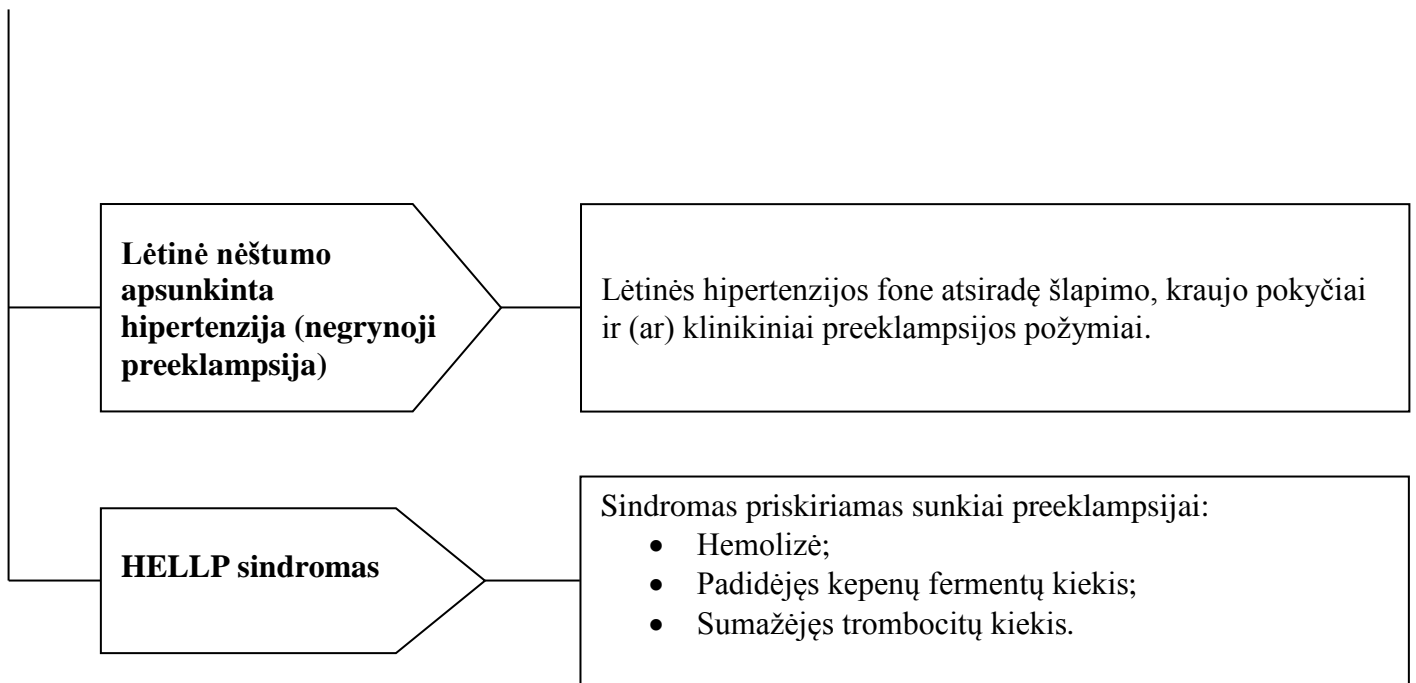 Lėtinė nėštumo
apsunkinta
hipertenzija (negrynoji
preeklampsija)
Lėtinės hipertenzijos fone atsiradę šlapimo, kraujo pokyčiai
ir (ar) klinikiniai preeklampsijos požymiai.
HELLP sindromas
Sindromas priskiriamas sunkiai preeklampsijai:
• Hemolizė;
• Padidėjęs kepenų fermentų kiekis;
• Sumažėjęs trombocitų kiekis.